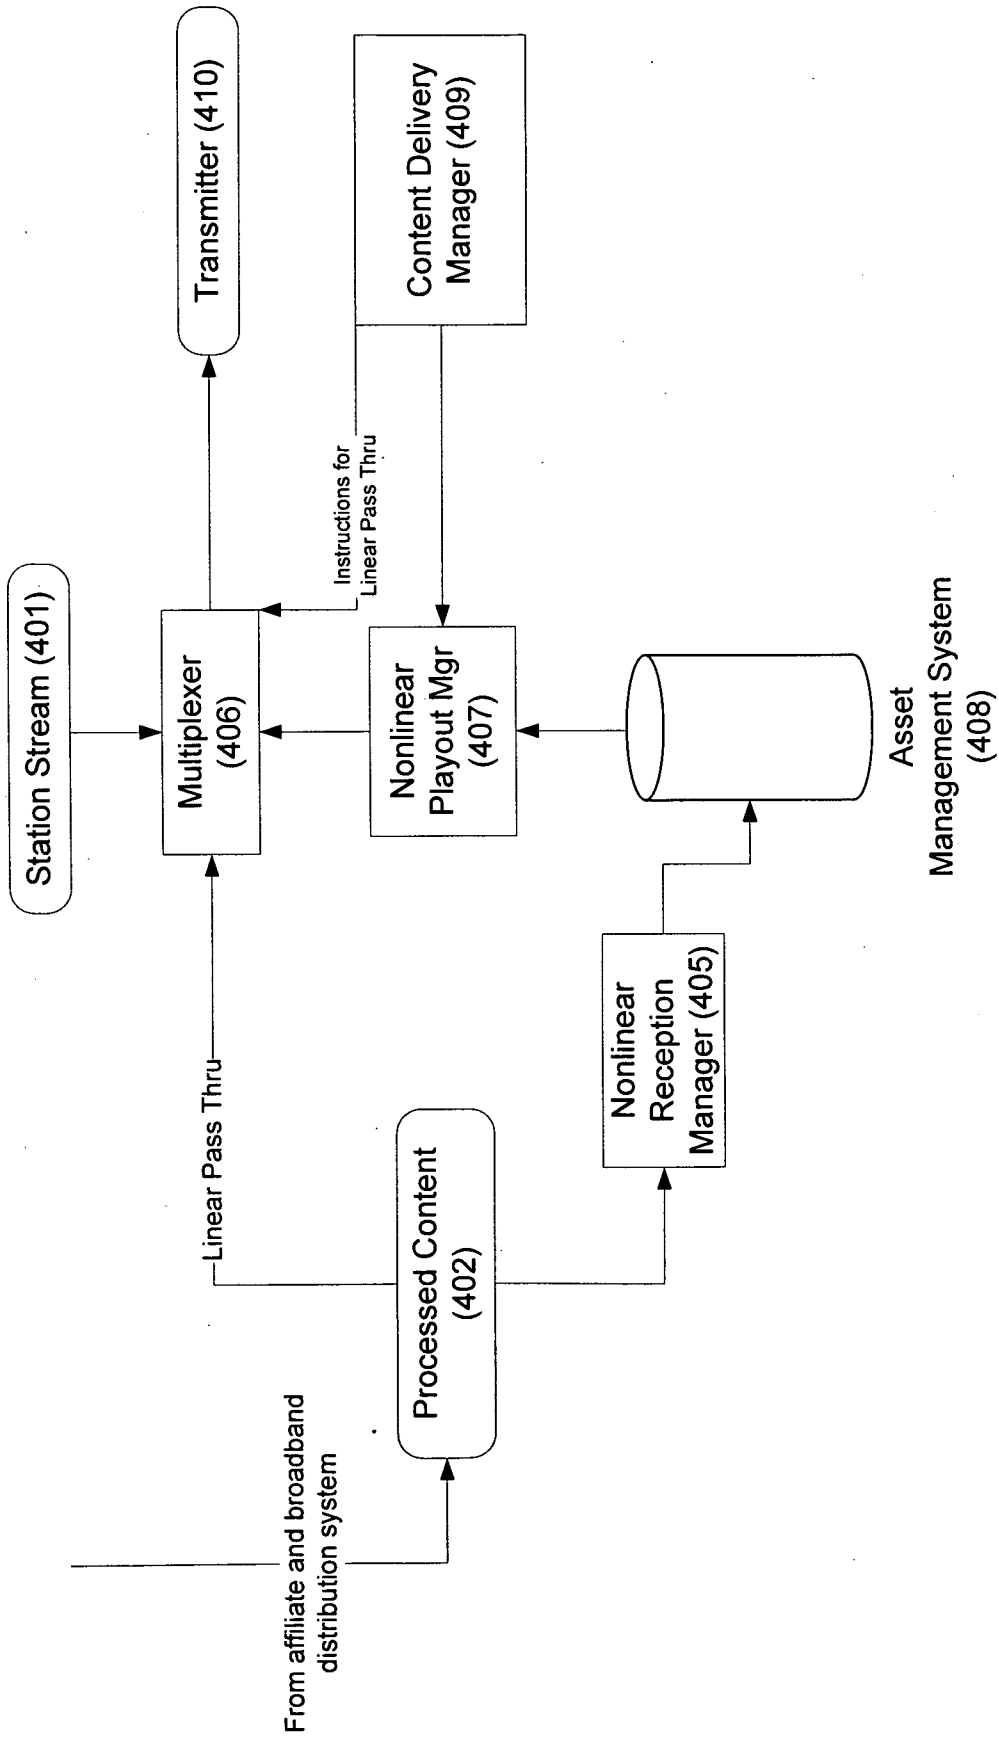 Station Stream (401)
Transmitter (410)
Linear Pass Thru
Multiplexer
(406)
Instructions for
Linear Pass Thru
Content Delivery
Manager (409)
From affiliate and broadband
distribution system
Processed Content
(402)
Nonlinear
Playout Mgr
(407)
Nonlinear
Reception
Manager (405)
Asset
Management System
(408)